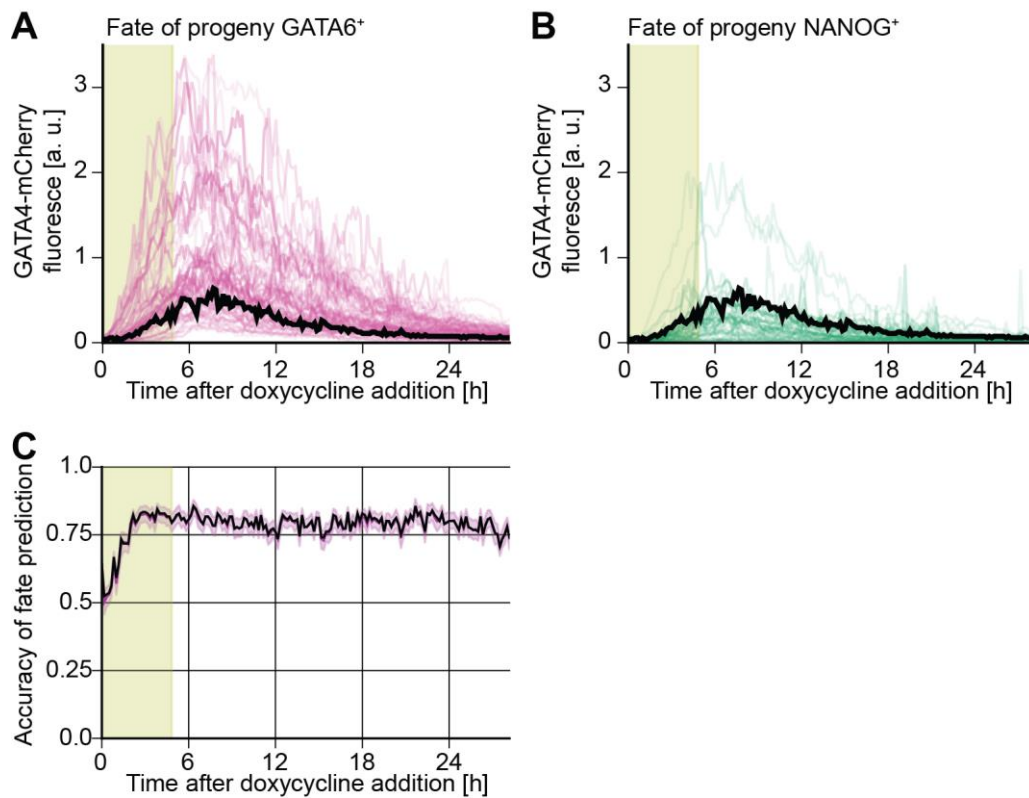 A
Fate of progeny GATA6⁺
GATA4-mCherry
fluoresce [a. u.]
3
2
1
0
0
6
12
18
24
Time after doxycycline addition [h]
B
Fate of progeny NANOG⁺
GATA4-mCherry
fluoresce [a. u.]
3
2
1
0
0
6
12
18
24
Time after doxycycline addition [h]
C
Accuracy of fate prediction
1.0
0.75
0.5
0.25
0.0
0
6
12
18
24
Time after doxycycline addition [h]